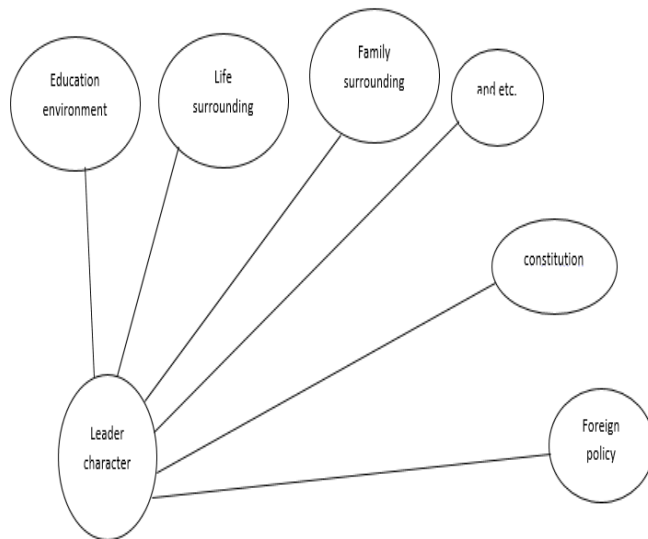 Education
environment
Life
surrounding
Family
surrounding
and etc.
constitution
Foreign
policy
Leader
character